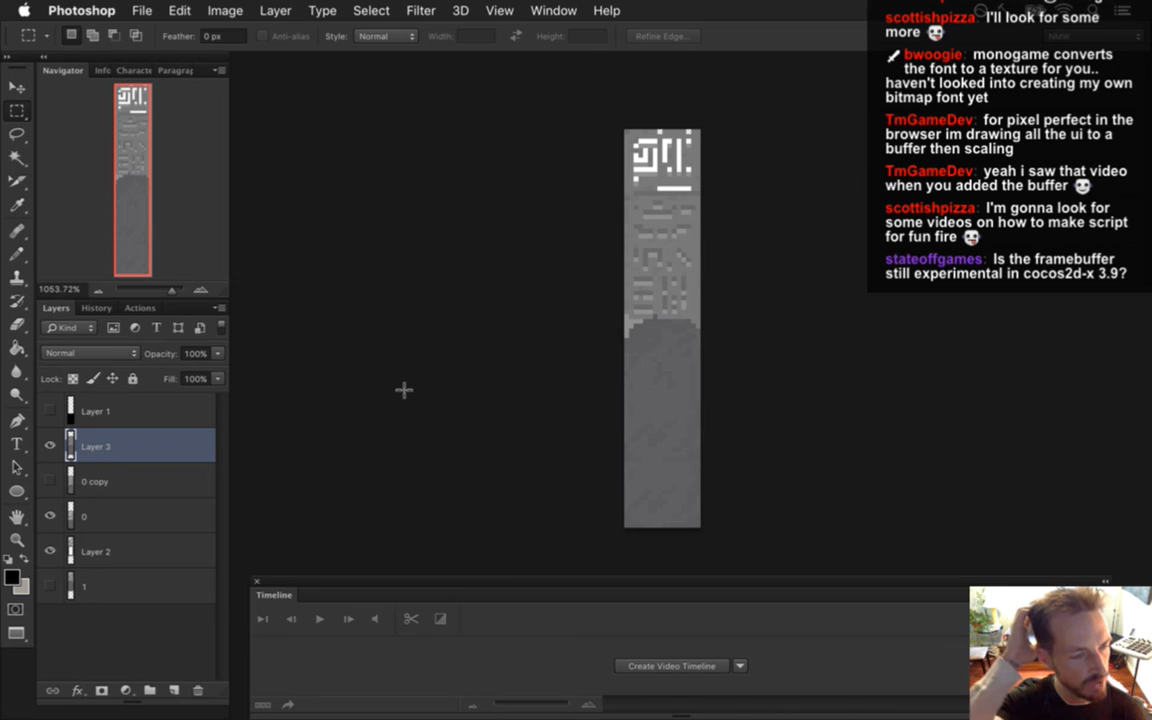 Photoshop File Edit Image Layer Type Select Filter 3D View Window Help
Feather: 0 px Anti-alias Style: Normal Width: Height: Refine Edge...
Navigator Info Characte Paragraj
1053.72%
Layers History Actions
Kind
Normal Opacity: 100%
Lock: Fill: 100%
Layer 1
Layer 3
0 copy
0
Layer 2
1
Timeline
Create Video Timeline
scottishpizza: I'll look for some
more
bwoogie: monogame converts
the font to a texture for you..
haven't looked into creating my own
bitmap font yet
TmGameDev: for pixel perfect in the
browser im drawing all the ui to a
buffer then scaling
TmGameDev: yeah i saw that video
when you added the buffer
scottishpizza: I'm gonna look for
some videos on how to make script
for fun fire
stateoffgames: Is the framebuffer
still experimental in cocos2d-x 3.9?